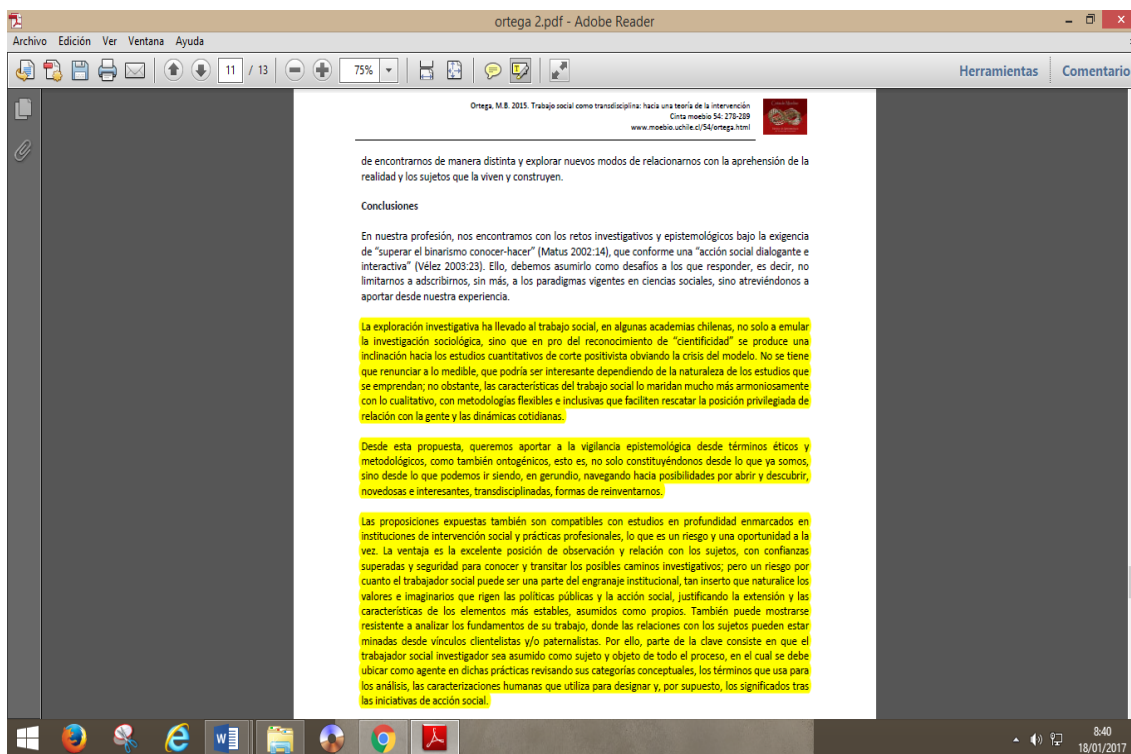 ortega 2.pdf - Adobe Reader
Archivo Edición Ver Ventana Ayuda
11 / 13 75% Herramientas Comentario
Ortega, M.B. 2015. Trabajo social como transdisciplina: hacia una teoría de la intervención
Cinta moebio 54: 278-289
www.moebio.uchile.cl/54/ortega.html
de encontrarnos de manera distinta y explorar nuevos modos de relacionarnos con la aprehensión de la
realidad y los sujetos que la viven y construyen.
Conclusiones
En nuestra profesión, nos encontramos con los retos investigativos y epistemológicos bajo la exigencia
de “superar el binarismo conocer-hacer” (Matus 2002:14), que conforme una “acción social dialogante e
interactiva” (Vélez 2003:23). Ello, debemos asumirlo como desafíos a los que responder, es decir, no
limitarnos a adscribirnos, sin más, a los paradigmas vigentes en ciencias sociales, sino atreviéndonos a
aportar desde nuestra experiencia.
La exploración investigativa ha llevado al trabajo social, en algunas academias chilenas, no solo a emular
la investigación sociológica, sino que en pro del reconocimiento de “cientificidad” se produce una
inclinación hacia los estudios cuantitativos de corte positivista obviando la crisis del modelo. No se tiene
que renunciar a lo medible, que podría ser interesante dependiendo de la naturaleza de los estudios que
se emprendan; no obstante, las características del trabajo social lo maridan mucho más armoniosamente
con lo cualitativo, con metodologías flexibles e inclusivas que faciliten rescatar la posición privilegiada de
relación con la gente y las dinámicas cotidianas.
Desde esta propuesta, queremos aportar a la vigilancia epistemológica desde términos éticos y
metodológicos, como también ontogénicos, esto es, no solo constituyéndonos desde lo que ya somos,
sino desde lo que podemos ir siendo, en gerundio, navegando hacia posibilidades por abrir y descubrir,
novedosas e interesantes, transdisciplinadas, formas de reinventarnos.
Las proposiciones expuestas también son compatibles con estudios en profundidad enmarcados en
instituciones de intervención social y prácticas profesionales, lo que es un riesgo y una oportunidad a la
vez. La ventaja es la excelente posición de observación y relación con los sujetos, con confianzas
superadas y seguridad para conocer y transitar los posibles caminos investigativos; pero un riesgo por
cuanto el trabajador social puede ser una parte del engranaje institucional, tan inserto que naturalice los
valores e imaginarios que rigen las políticas públicas y la acción social, justificando la extensión y las
características de los elementos más estables, asumidos como propios. También puede mostrarse
resistente a analizar los fundamentos de su trabajo, donde las relaciones con los sujetos pueden estar
minadas desde vínculos clientelistas y/o paternalistas. Por ello, parte de la clave consiste en que el
trabajador social investigador sea asumido como sujeto y objeto de todo el proceso, en el cual se debe
ubicar como agente en dichas prácticas revisando sus categorías conceptuales, los términos que usa para
los análisis, las caracterizaciones humanas que utiliza para designar y, por supuesto, los significados tras
las iniciativas de acción social.
8:40
18/01/2017